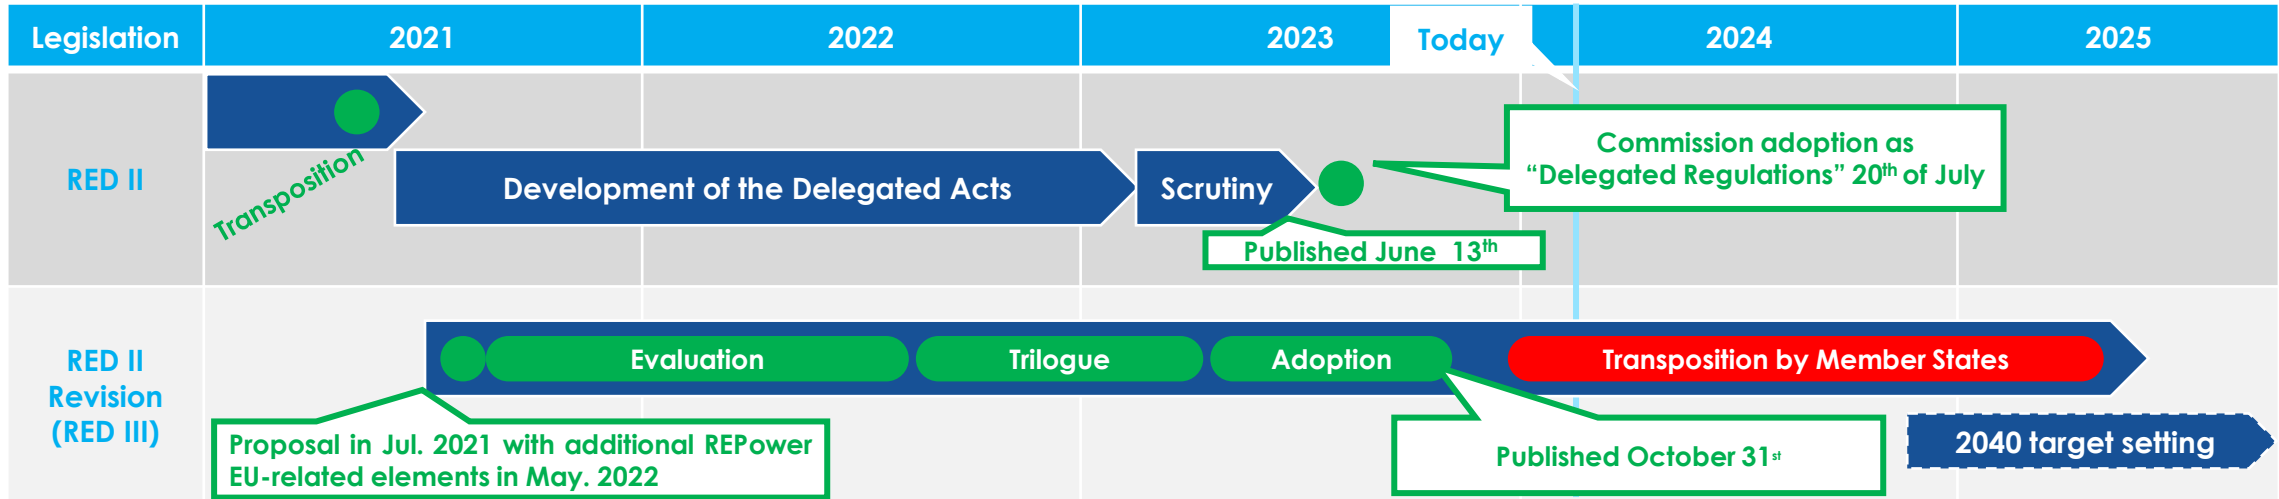 Legislation
2021
2022
2023
Today
2024
2025
RED II
Transposition
Development of the Delegated Acts
Scrutiny
Commission adoption as
“Delegated Regulations” 20th of July
Published June 13th
RED II
Revision
(RED III)
Evaluation
Trilogue
Adoption
Transposition by Member States
Proposal in Jul. 2021 with additional REPower
EU-related elements in May. 2022
Published October 31st
2040 target setting